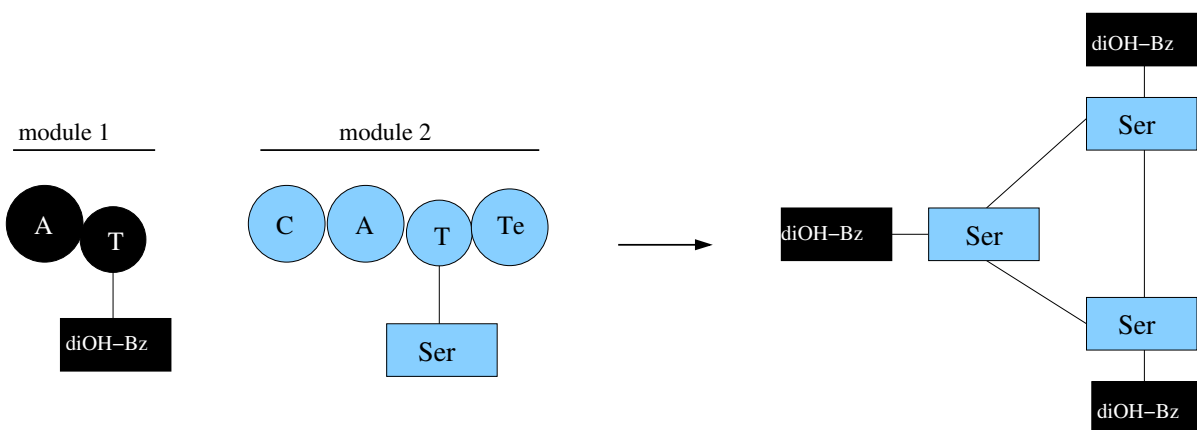 module 1
module 2
A
T
C
A
T
Te
diOH−Bz
Ser
diOH−Bz
Ser
diOH−Bz
Ser
Ser
diOH−Bz